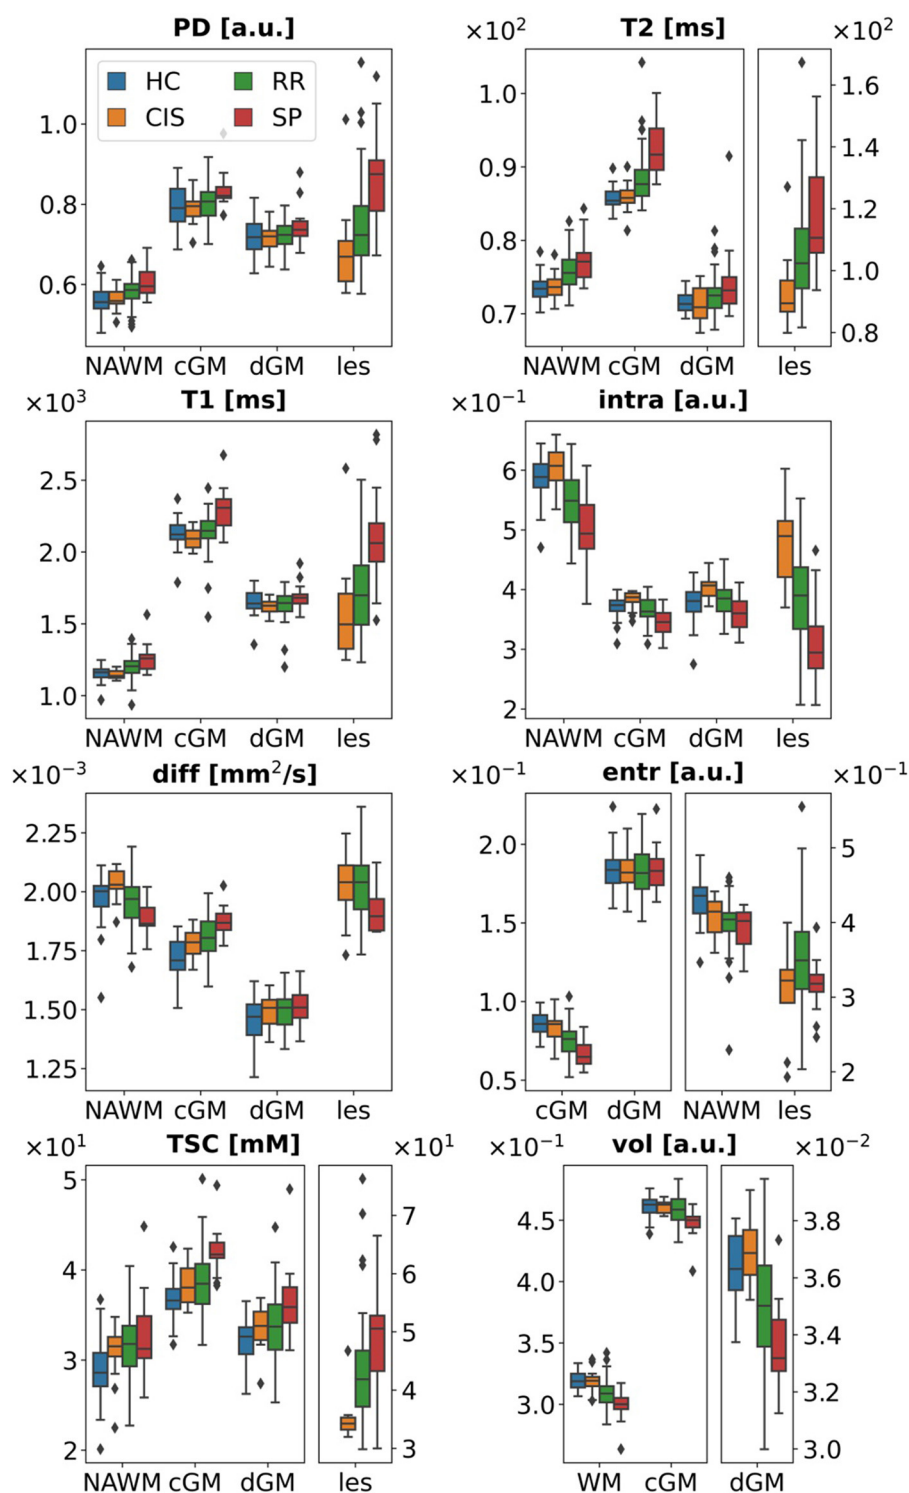 PD [a.u.]
HC
RR
CIS
SP
1.0
0.8
0.6
NAWM cGM dGM les
×10² T2 [ms] ×10²
1.0
0.9
0.8
0.7
1.6
1.4
1.2
1.0
0.8
NAWM cGM dGM les
×10³ T1 [ms]
2.5
2.0
1.5
1.0
NAWM cGM dGM les
×10⁻¹ intra [a.u.]
6
5
4
3
2
NAWM cGM dGM les
×10⁻³ diff [mm²/s]
2.25
2.00
1.75
1.50
1.25
NAWM cGM dGM les
×10⁻¹ entr [a.u.] ×10⁻¹
2.0
1.5
1.0
0.5
5
4
3
2
cGM dGM NAWM les
×10¹ TSC [mM] ×10¹
5
4
3
2
7
6
5
4
3
NAWM cGM dGM les
×10⁻¹ vol [a.u.] ×10⁻²
4.5
4.0
3.5
3.0
3.8
3.6
3.4
3.2
3.0
WM cGM dGM